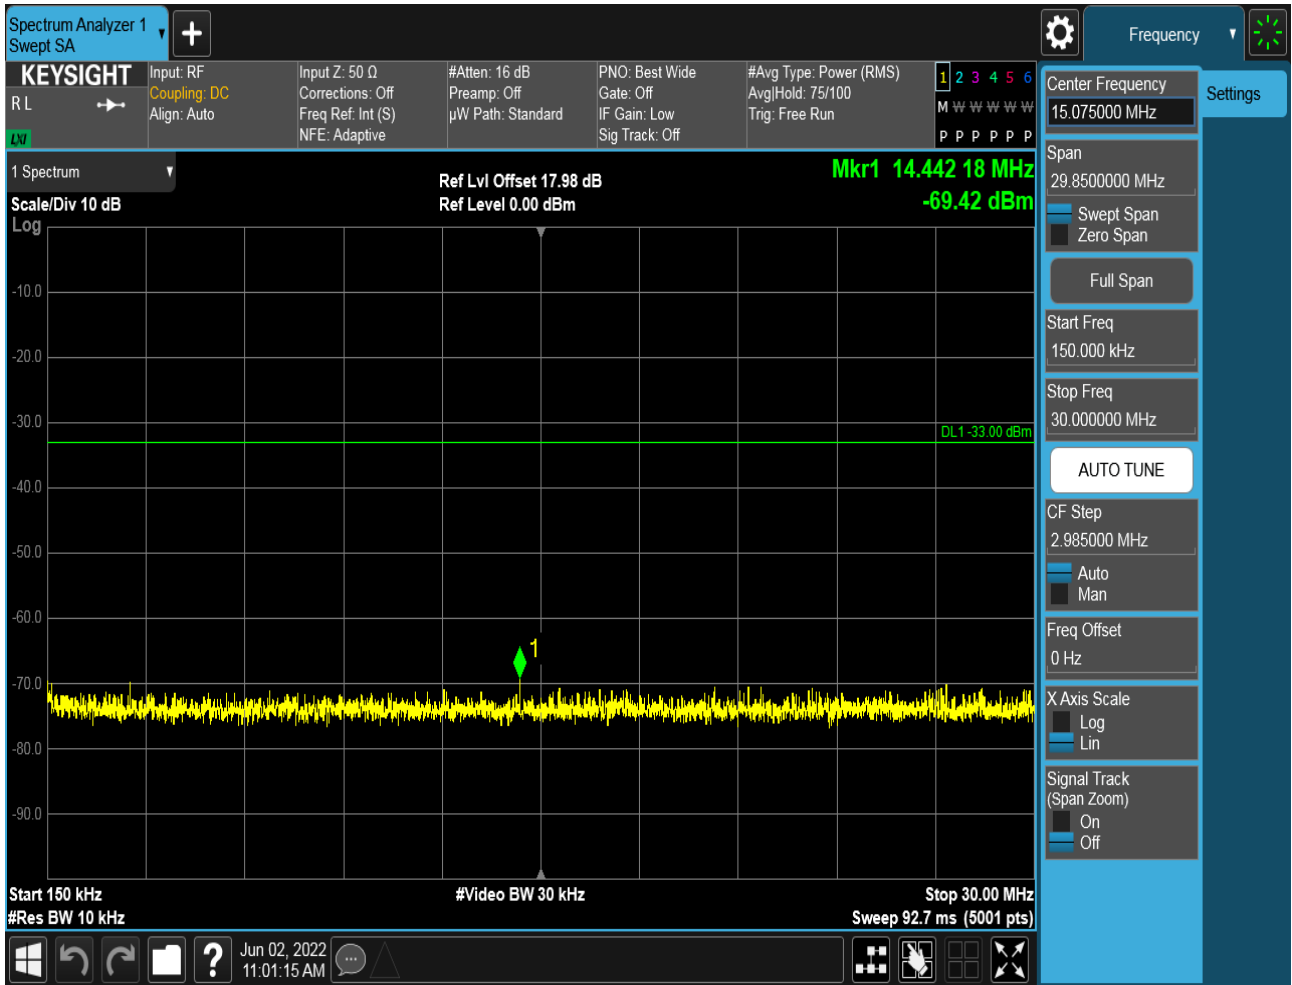 Spectrum Analyzer 1
Swept SA
Frequency
KEYSIGHT
R L
LXI
Input: RF
Coupling: DC
Align: Auto
Input Z: 50 Ω
Corrections: Off
Freq Ref: Int (S)
NFE: Adaptive
#Atten: 16 dB
Preamp: Off
µW Path: Standard
PNO: Best Wide
Gate: Off
IF Gain: Low
Sig Track: Off
#Avg Type: Power (RMS)
Avg|Hold: 75/100
Trig: Free Run
1 2 3 4 5 6
M W W W W W
P P P P P P
1 Spectrum
Scale/Div 10 dB
Log
Ref Lvl Offset 17.98 dB
Ref Level 0.00 dBm
Mkr1 14.442 18 MHz
-69.42 dBm
-10.0
-20.0
-30.0
DL1 -33.00 dBm
-40.0
-50.0
-60.0
1
-70.0
-80.0
-90.0
Start 150 kHz
#Video BW 30 kHz
Stop 30.00 MHz
#Res BW 10 kHz
Sweep 92.7 ms (5001 pts)
Jun 02, 2022
11:01:15 AM
?
Center Frequency
15.075000 MHz
Settings
Span
29.8500000 MHz
Swept Span
Zero Span
Full Span
Start Freq
150.000 kHz
Stop Freq
30.000000 MHz
AUTO TUNE
CF Step
2.985000 MHz
Auto
Man
Freq Offset
0 Hz
X Axis Scale
Log
Lin
Signal Track
(Span Zoom)
On
Off